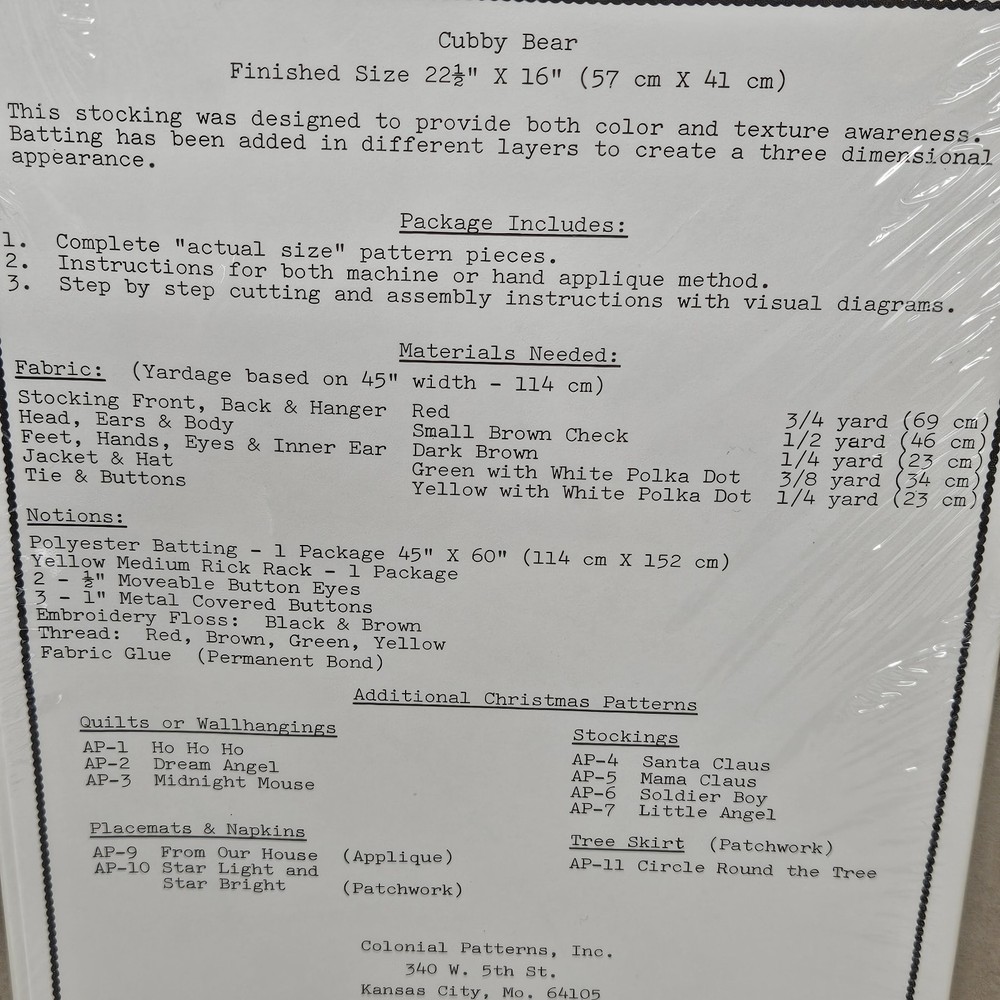 Cubby Bear
Finished Size 22½" X 16" (57 cm X 41 cm)
This stocking was designed to provide both color and texture awareness.
Batting has been added in different layers to create a three dimensional
appearance.
Package Includes:
1. Complete "actual size" pattern pieces.
2. Instructions for both machine or hand applique method.
3. Step by step cutting and assembly instructions with visual diagrams.
Materials Needed:
Fabric: (Yardage based on 45" width - 114 cm)
Stocking Front, Back & Hanger Red 3/4 yard (69 cm)
Head, Ears & Body Small Brown Check 1/2 yard (46 cm)
Feet, Hands, Eyes & Inner Ear Dark Brown 1/4 yard (23 cm)
Jacket & Hat Green with White Polka Dot 3/8 yard (34 cm)
Tie & Buttons Yellow with White Polka Dot 1/4 yard (23 cm)
Notions:
Polyester Batting - 1 Package 45" X 60" (114 cm X 152 cm)
Yellow Medium Rick Rack - 1 Package
2 - ½" Moveable Button Eyes
3 - 1" Metal Covered Buttons
Embroidery Floss: Black & Brown
Thread: Red, Brown, Green, Yellow
Fabric Glue (Permanent Bond)
Additional Christmas Patterns
Quilts or Wallhangings
AP-1 Ho Ho Ho
AP-2 Dream Angel
AP-3 Midnight Mouse
Stockings
AP-4 Santa Claus
AP-5 Mama Claus
AP-6 Soldier Boy
AP-7 Little Angel
Placemats & Napkins
AP-9 From Our House (Applique)
AP-10 Star Light and
Star Bright (Patchwork)
Tree Skirt (Patchwork)
AP-11 Circle Round the Tree
Colonial Patterns, Inc.
340 W. 5th St.
Kansas City, Mo. 64105